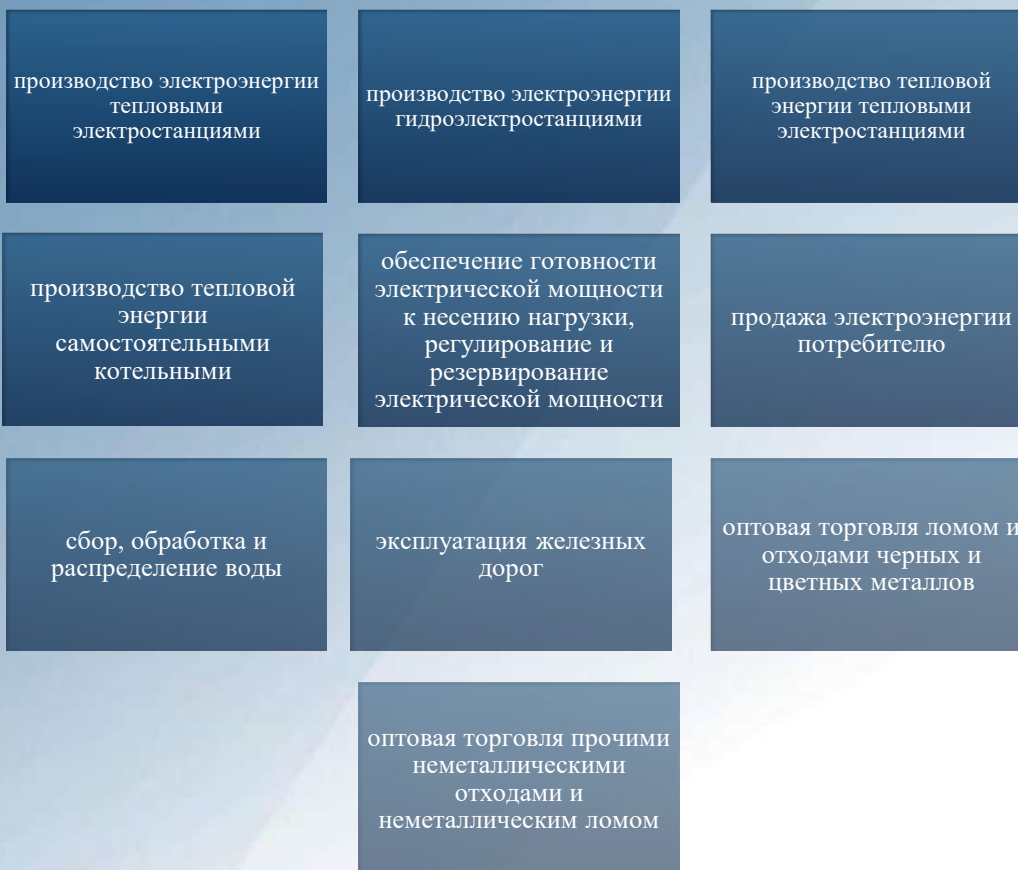 производство электроэнергии
тепловыми
электростанциями
производство электроэнергии
гидроэлектростанциями
производство тепловой
энергии тепловыми
электростанциями
производство тепловой
энергии
самостоятельными
котельными
обеспечение готовности
электрической мощности
к несению нагрузки,
регулирование и
резервирование
электрической мощности
продажа электроэнергии
потребителю
сбор, обработка и
распределение воды
эксплуатация железных
дорог
оптовая торговля ломом и
отходами черных и
цветных металлов
оптовая торговля прочими
неметаллическими
отходами и
неметаллическим ломом